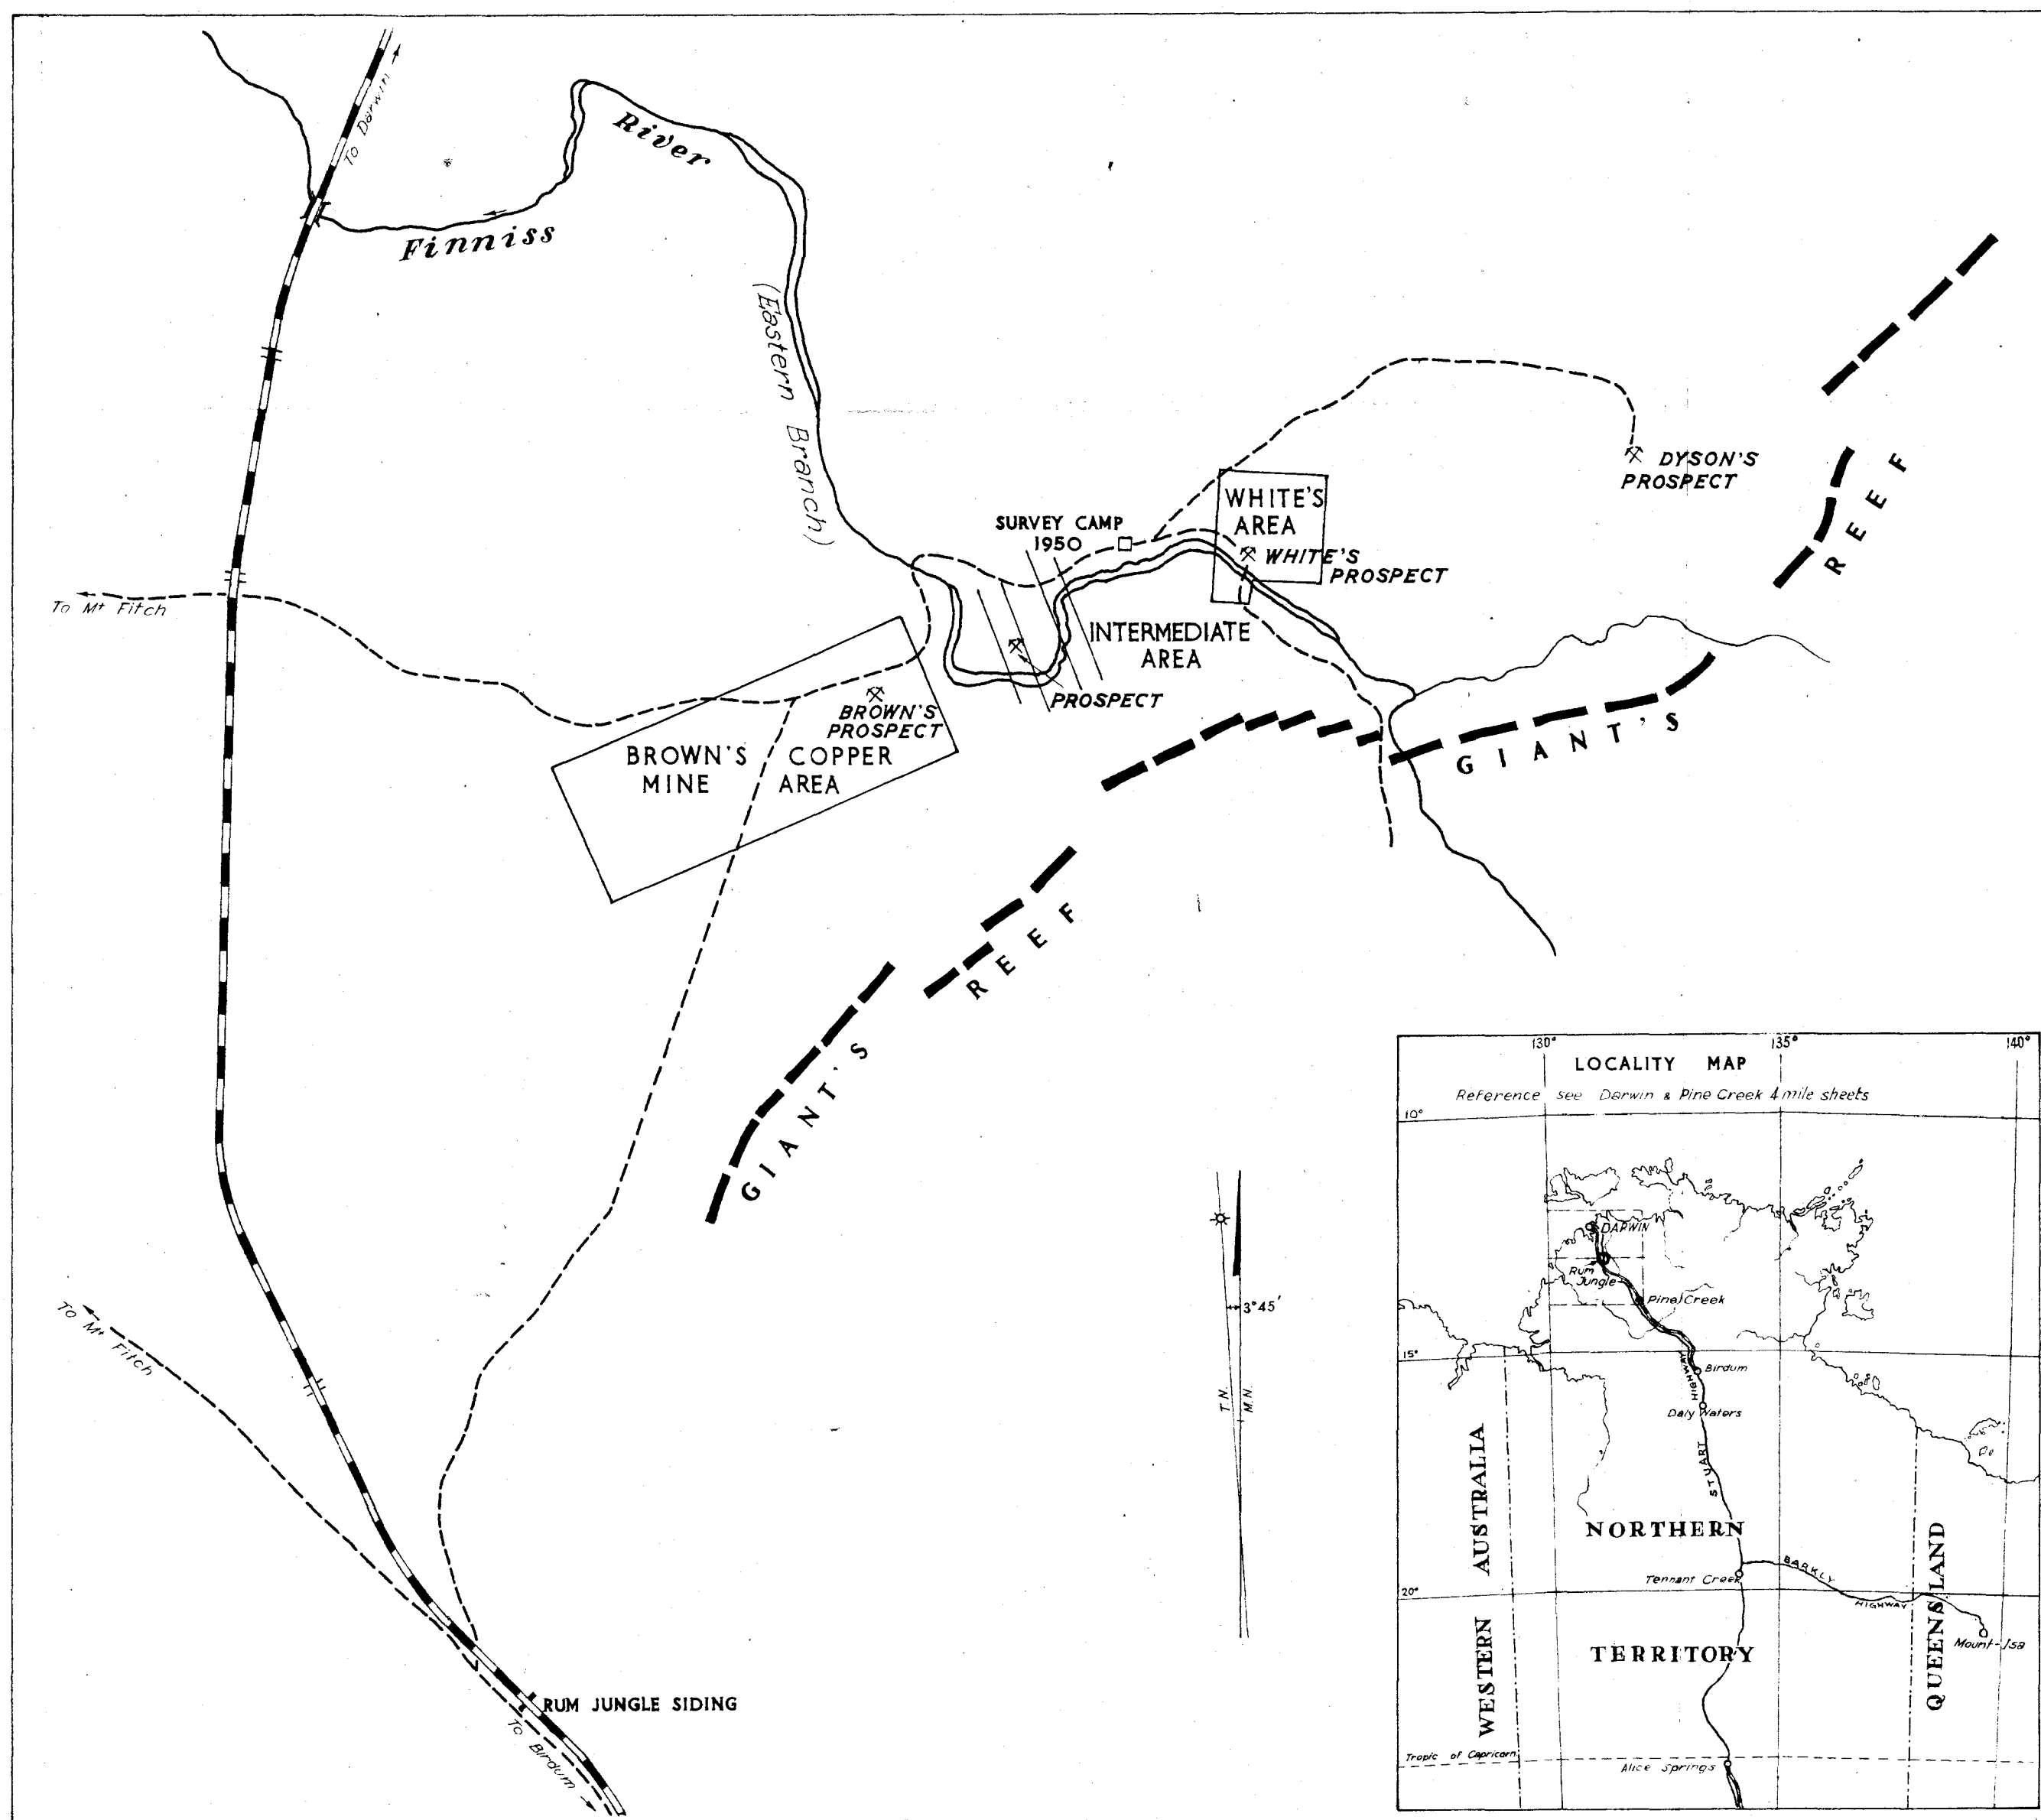 To Darwin
River
Finniss
(Eastern Branch)
DYSON'S
PROSPECT
REEF
WHITE'S
AREA
SURVEY CAMP
1950
WHITE'S
PROSPECT
To Mt Fitch
INTERMEDIATE
AREA
PROSPECT
BROWN'S
PROSPECT
BROWN'S COPPER
MINE AREA
GIANT'S
REEF
GIANT'S
3°45'
T.N.
M.N.
To Mt Fitch
RUM JUNGLE SIDING
To Birdum
130° 135° 140°
LOCALITY MAP
Reference see Darwin & Pine Creek 4 mile sheets
10°
DARWIN
Rum
Jungle
Pine Creek
15°
Birdum
HIGHWAY
Daly Waters
STUART
WESTERN AUSTRALIA
NORTHERN
BARKLY
Tennant Creek
20°
HIGHWAY
QUEENSLAND
Mount Isa
TERRITORY
Tropic of Capricorn
Alice Springs